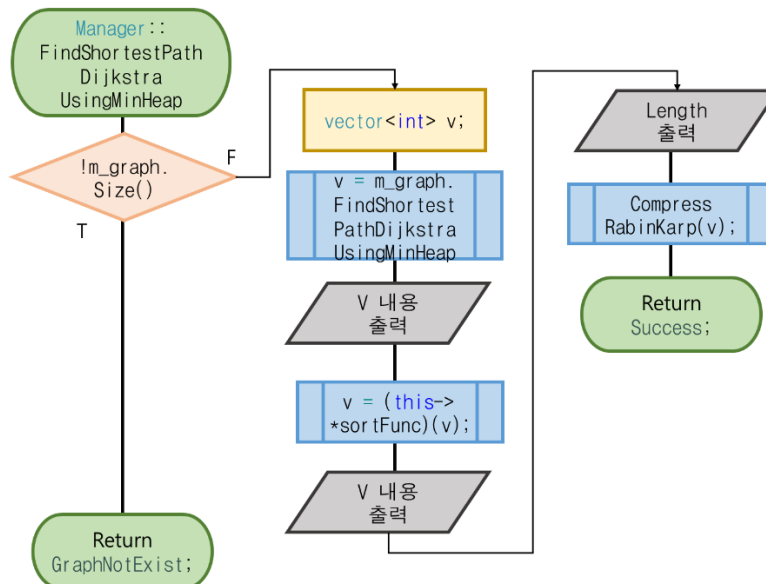 Manager::
FindShortestPath
Dijkstra
UsingMinHeap
!m_graph.
Size()
F
T
Return
GraphNotExist;
vector<int> v;
v = m_graph.
FindShortest
PathDijkstra
UsingMinHeap
V 내용
출력
v = (this->
*sortFunc)(v);
V 내용
출력
Length
출력
Compress
RabinKarp(v);
Return
Success;